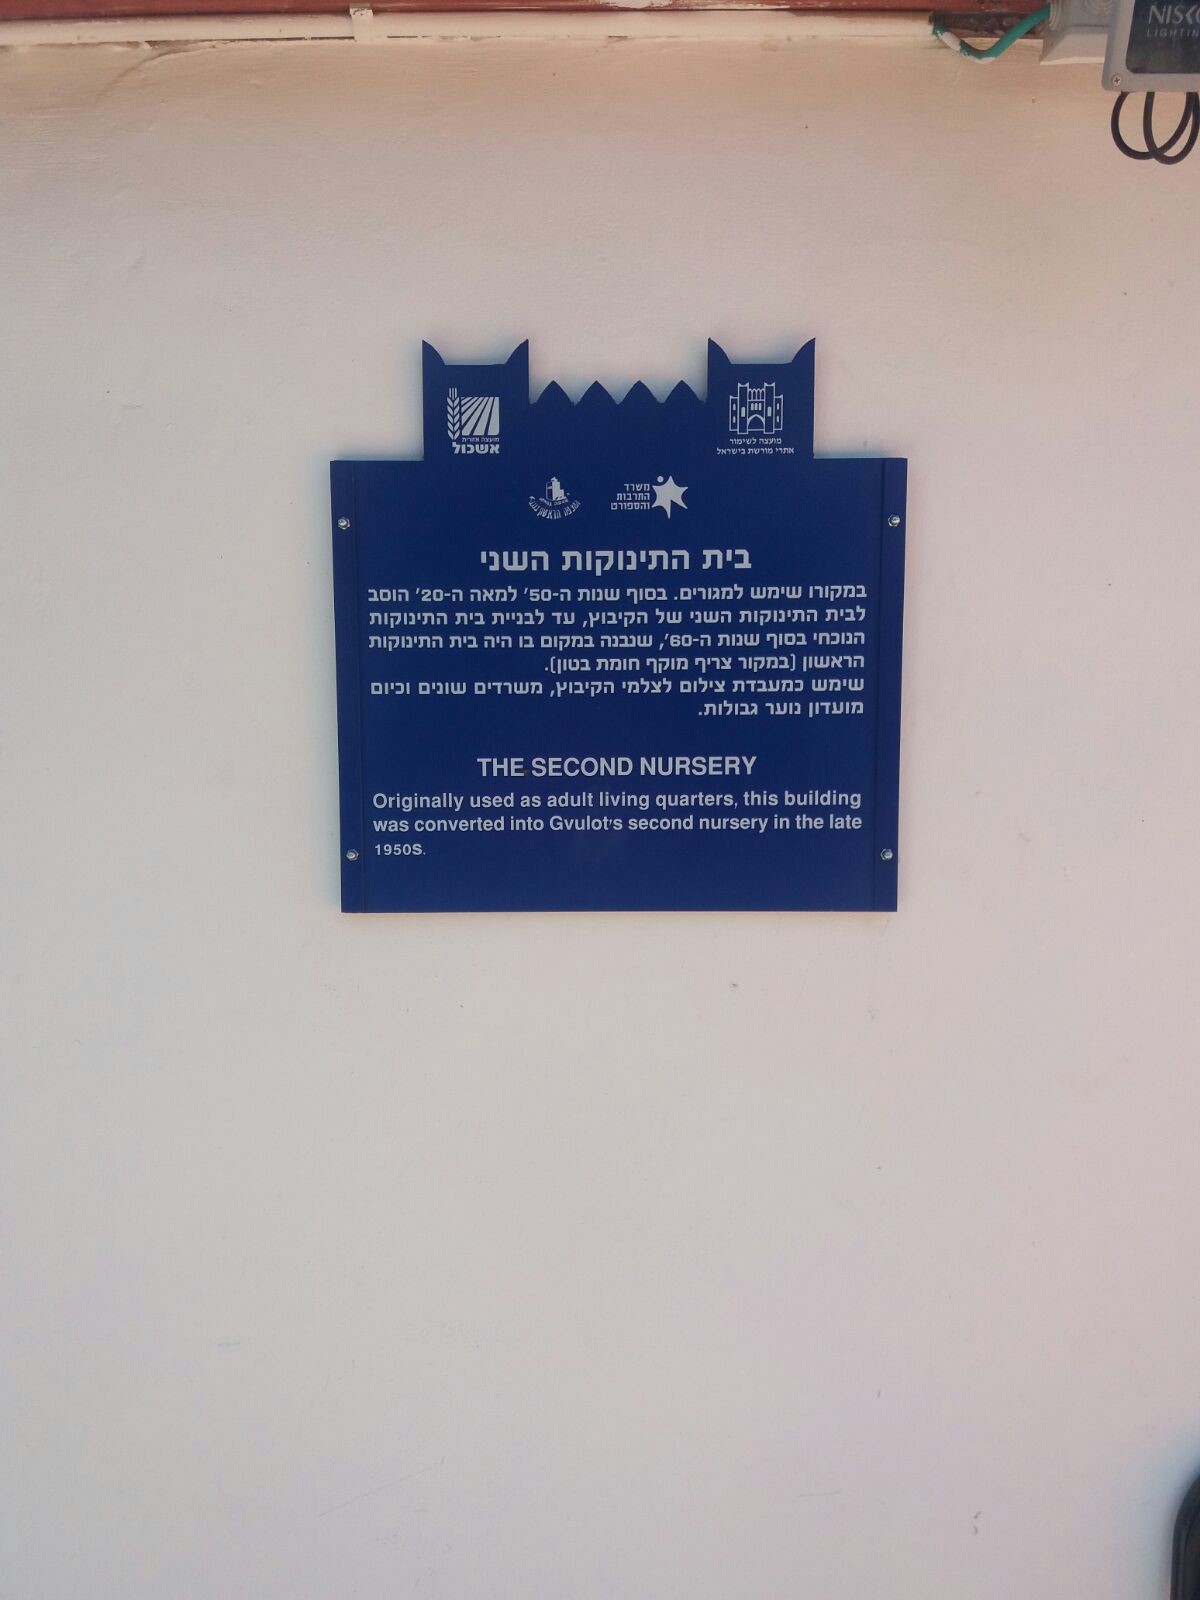 NISKO
LIGHTIN
מועצה אזורית
אשכול
מועצה לשימור
אתרי מורשת בישראל
משרד
התרבות
והספורט
בית התינוקות השני
במקורו שימש למגורים. בסוף שנות ה-50' למאה ה-20' הוסב
לבית התינוקות השני של הקיבוץ, עד לבניית בית התינוקות
הנוכחי בסוף שנות ה-60', שנבנה במקום בו היה בית התינוקות
הראשון (במקור צריף מוקף חומת בטון).
שימש כמעבדת צילום לצלמי הקיבוץ, משרדים שונים וכיום
מועדון נוער גבולות.
THE SECOND NURSERY
Originally used as adult living quarters, this building
was converted into Gvulot's second nursery in the late
1950S.